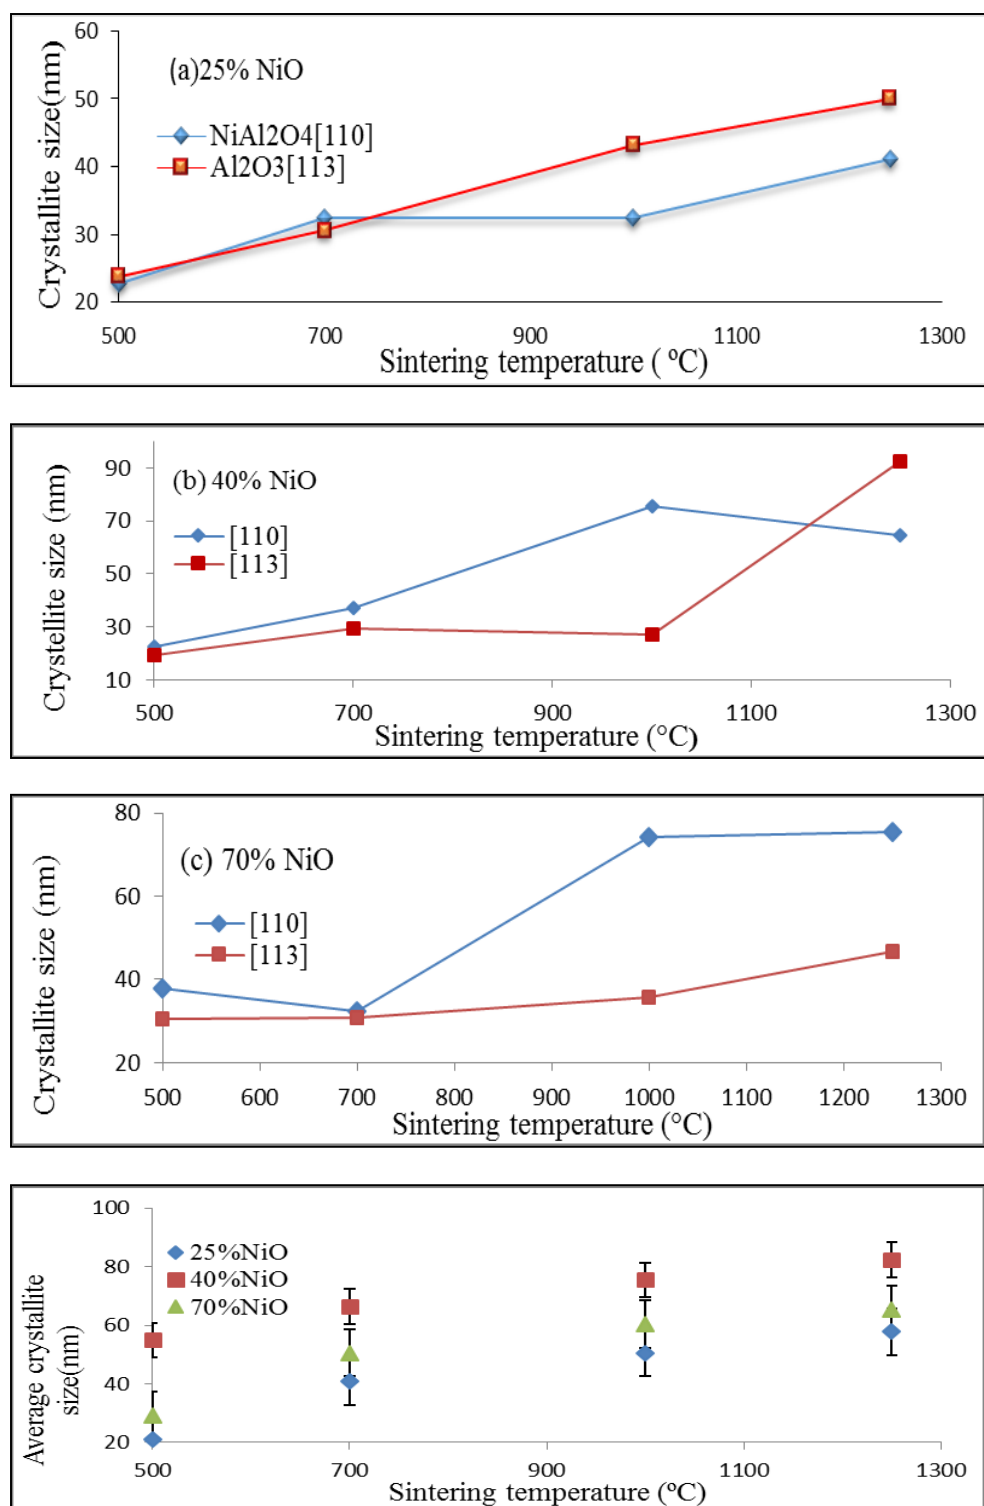 60
(a)25% NiO
50
NiAl2O4[110]
Al2O3[113]
40
30
20
Crystallite size(nm)
500 700 900 1100 1300
Sintering temperature ( ºC)
90
(b) 40% NiO
70
[110]
[113]
50
30
10
Crystellite size (nm)
500 700 900 1100 1300
Sintering temperature (°C)
80
(c) 70% NiO
60
[110]
[113]
40
20
Crystallite size (nm)
500 600 700 800 900 1000 1100 1200 1300
Sintering temperature (°C)
100
25%NiO
80
40%NiO
70%NiO
60
40
20
Average crystallite
size(nm)
500 700 900 1100 1300
Sintering temperature (ºC)